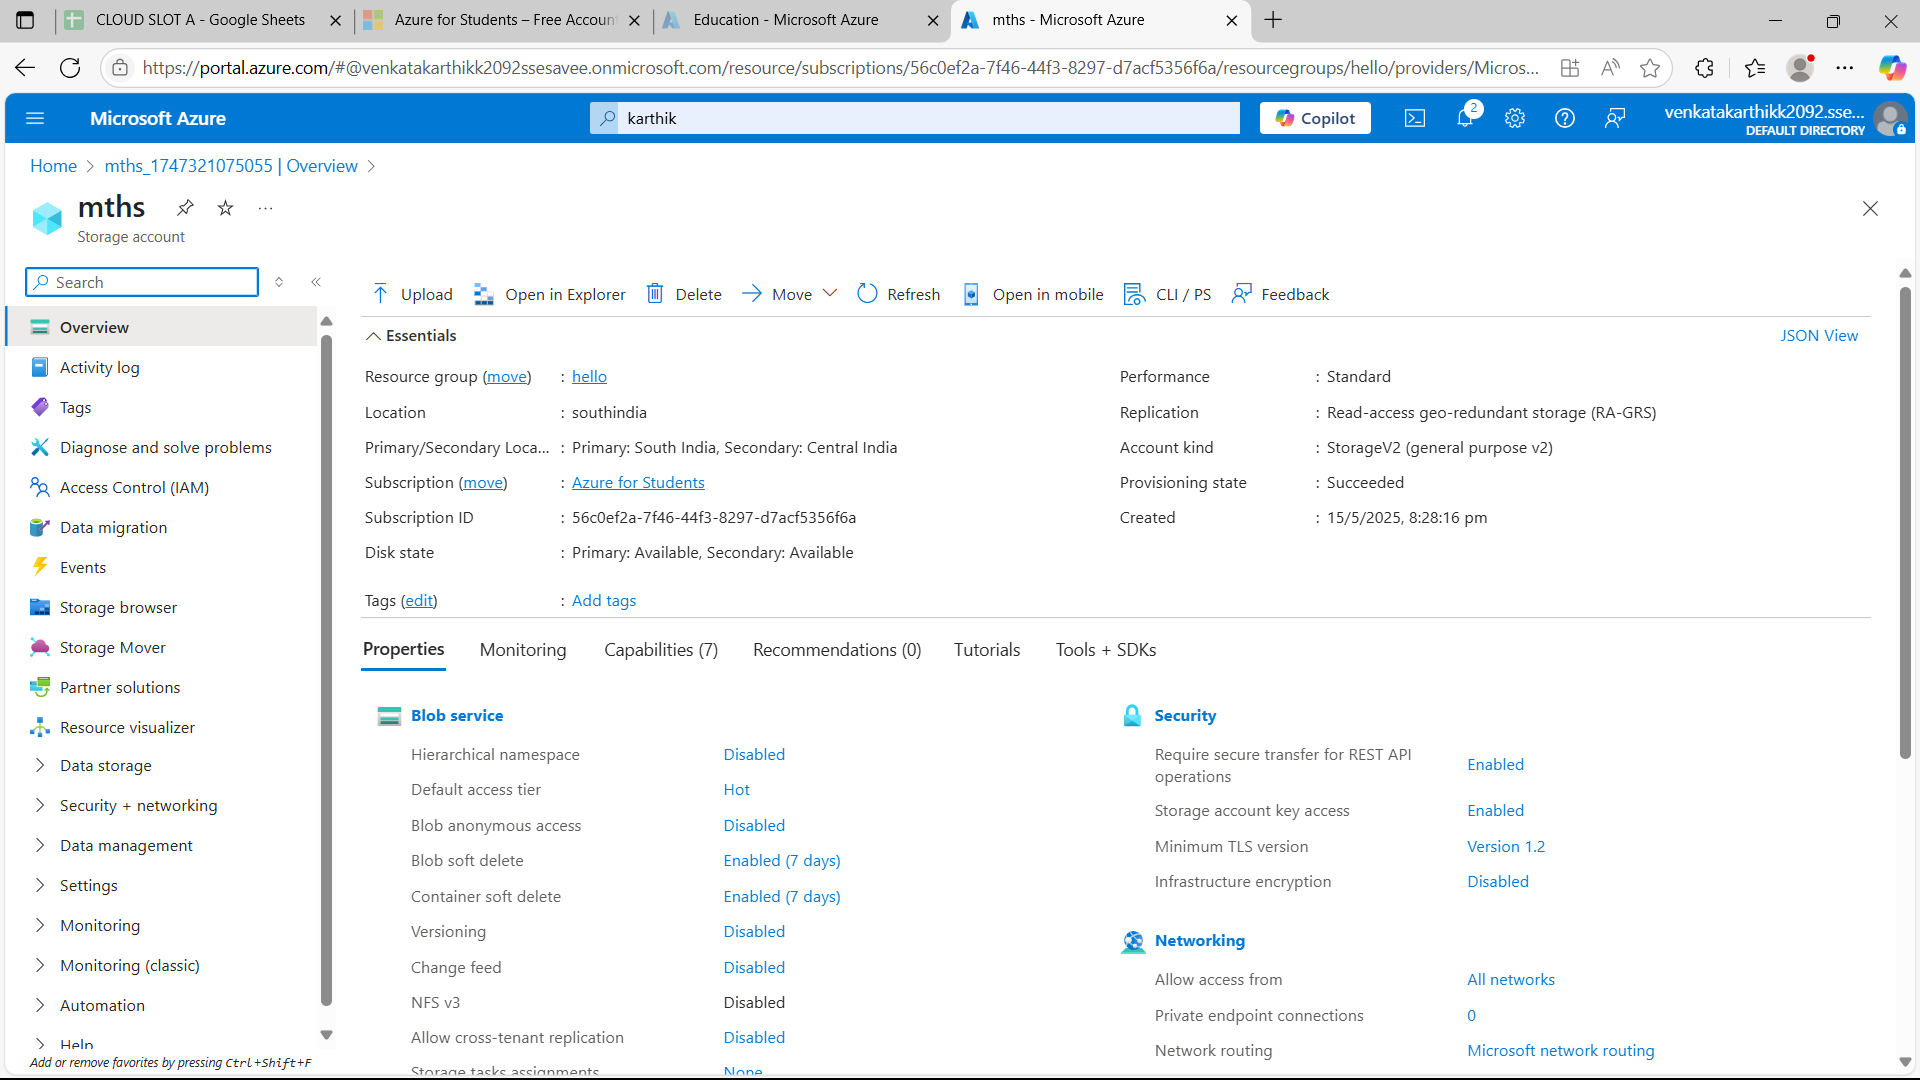 CLOUD SLOT A - Google Sheets
Azure for Students – Free Accoun
Education - Microsoft Azure
mths - Microsoft Azure
https://portal.azure.com/#@venkatakarthikk2092ssesavee.onmicrosoft.com/resource/subscriptions/56c0ef2a-7f46-44f3-8297-d7acf5356f6a/resourcegroups/hello/providers/Micros...
Microsoft Azure
karthik
Copilot
2
venkatakarthikk2092.sse...
DEFAULT DIRECTORY
Home > mths_1747321075055 | Overview >
mths
Storage account
Search
Upload
Open in Explorer
Delete
Move
Refresh
Open in mobile
CLI / PS
Feedback
Overview
Activity log
Tags
Diagnose and solve problems
Access Control (IAM)
Data migration
Events
Storage browser
Storage Mover
Partner solutions
Resource visualizer
Data storage
Security + networking
Data management
Settings
Monitoring
Monitoring (classic)
Automation
Help
Add or remove favorites by pressing Ctrl+Shift+F
Essentials
JSON View
Resource group (move) : hello
Location : southindia
Primary/Secondary Loca... : Primary: South India, Secondary: Central India
Subscription (move) : Azure for Students
Subscription ID : 56c0ef2a-7f46-44f3-8297-d7acf5356f6a
Disk state : Primary: Available, Secondary: Available
Tags (edit) : Add tags
Performance : Standard
Replication : Read-access geo-redundant storage (RA-GRS)
Account kind : StorageV2 (general purpose v2)
Provisioning state : Succeeded
Created : 15/5/2025, 8:28:16 pm
Properties
Monitoring
Capabilities (7)
Recommendations (0)
Tutorials
Tools + SDKs
Blob service
Hierarchical namespace Disabled
Default access tier Hot
Blob anonymous access Disabled
Blob soft delete Enabled (7 days)
Container soft delete Enabled (7 days)
Versioning Disabled
Change feed Disabled
NFS v3 Disabled
Allow cross-tenant replication Disabled
Storage tasks assignments None
Security
Require secure transfer for REST API
operations Enabled
Storage account key access Enabled
Minimum TLS version Version 1.2
Infrastructure encryption Disabled
Networking
Allow access from All networks
Private endpoint connections 0
Network routing Microsoft network routing